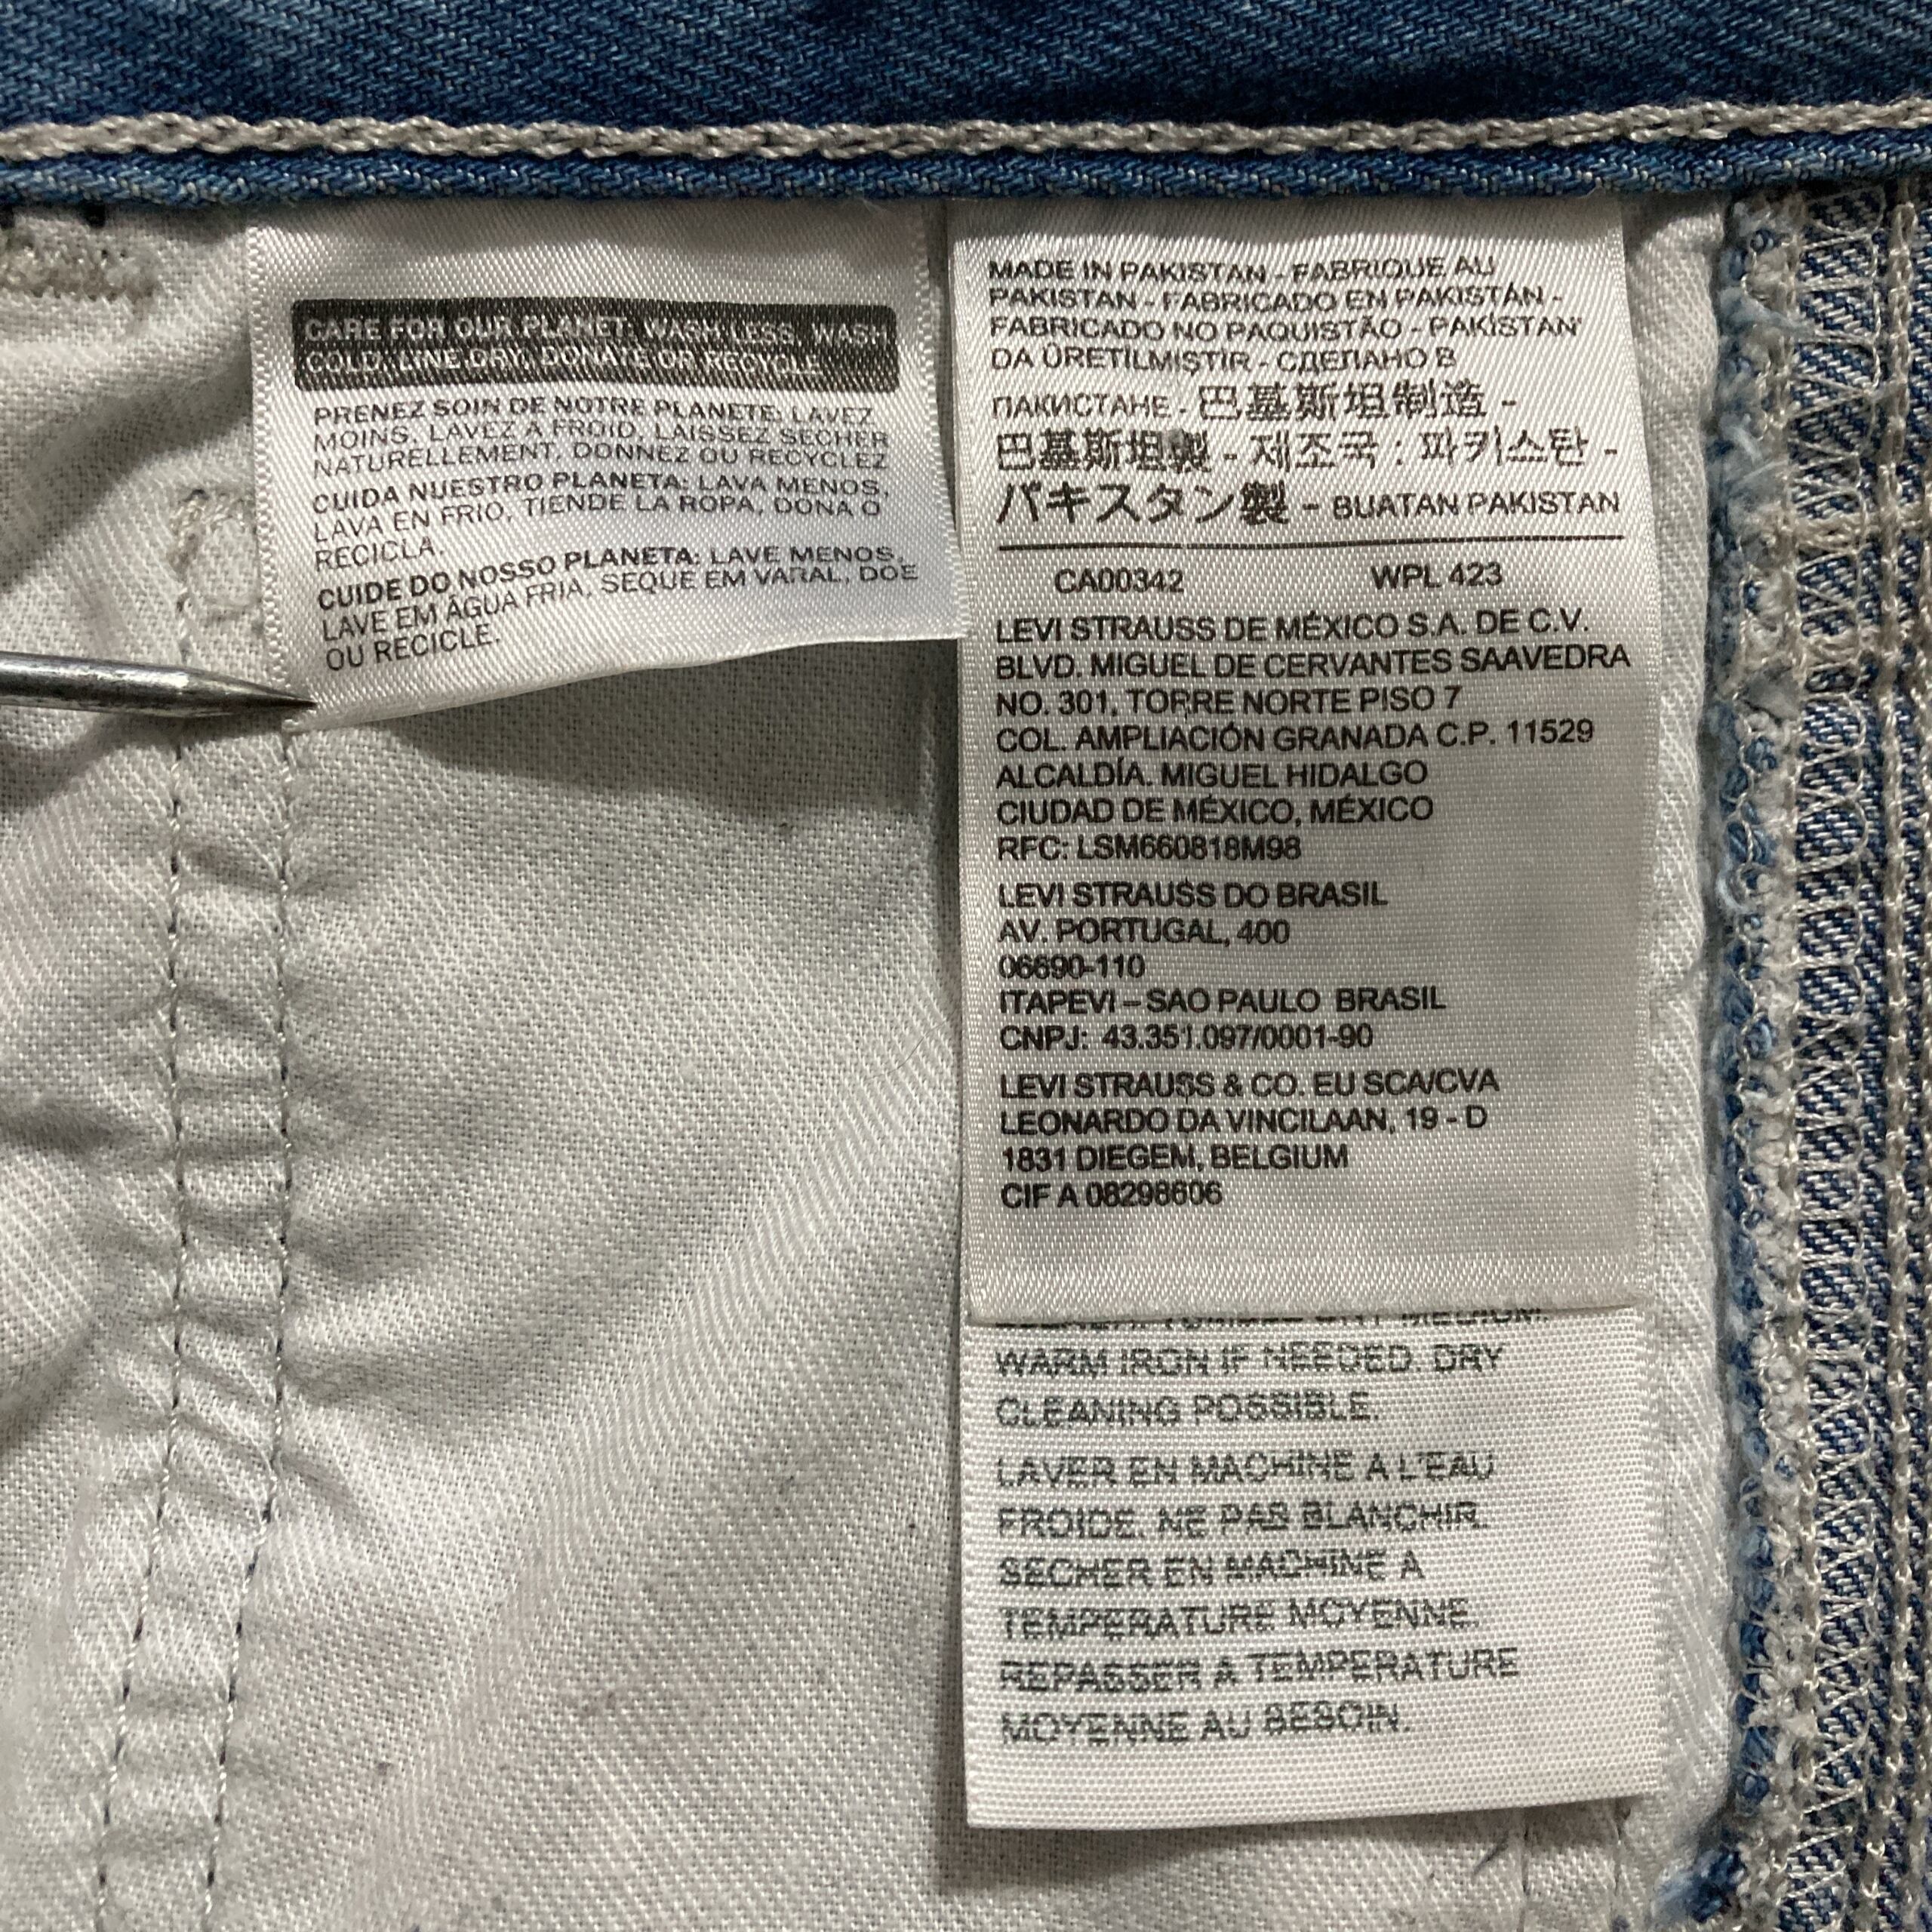 CARE FOR OUR PLANET: WASH LESS, WASH
COLD, LINE DRY, DONATE OR RECYCLE
PRENEZ SOIN DE NOTRE PLANETE: LAVEZ
MOINS, LAVEZ À FROID, LAISSEZ SECHER
NATURELLEMENT, DONNEZ OU RECYCLEZ
CUIDA NUESTRO PLANETA: LAVA MENOS,
LAVA EN FRIO, TIENDE LA ROPA, DONA O
RECICLA.
CUIDE DO NOSSO PLANETA: LAVE MENOS,
LAVE EM ÁGUA FRIA, SEQUE EM VARAL, DOE
OU RECICLE.
MADE IN PAKISTAN - FABRIQUE AU
PAKISTAN - FABRICADO EN PAKISTÁN -
FABRICADO NO PAQUISTÃO - PAKİSTAN'
DA ÜRETİLMİŞTİR - СДЕЛАНО В
ПАКИСТАНЕ - 巴基斯坦制造 -
巴基斯坦製 - 제조국 : 파키스탄 -
パキスタン製 - BUATAN PAKISTAN
CA00342 WPL 423
LEVI STRAUSS DE MÉXICO S.A. DE C.V.
BLVD. MIGUEL DE CERVANTES SAAVEDRA
NO. 301, TORRE NORTE PISO 7
COL. AMPLIACIÓN GRANADA C.P. 11529
ALCALDÍA. MIGUEL HIDALGO
CIUDAD DE MÉXICO, MÉXICO
RFC: LSM660818M98
LEVI STRAUSS DO BRASIL
AV. PORTUGAL, 400
06690-110
ITAPEVI – SAO PAULO BRASIL
CNPJ: 43.351.097/0001-90
LEVI STRAUSS & CO. EU SCA/CVA
LEONARDO DA VINCILAAN, 19 - D
1831 DIEGEM, BELGIUM
CIF A 08298606
TUMBLE DRY MEDIUM.
WARM IRON IF NEEDED. DRY
CLEANING POSSIBLE.
LAVER EN MACHINE A L'EAU
FROIDE. NE PAS BLANCHIR.
SECHER EN MACHINE A
TEMPERATURE MOYENNE.
REPASSER A TEMPERATURE
MOYENNE AU BESOIN.